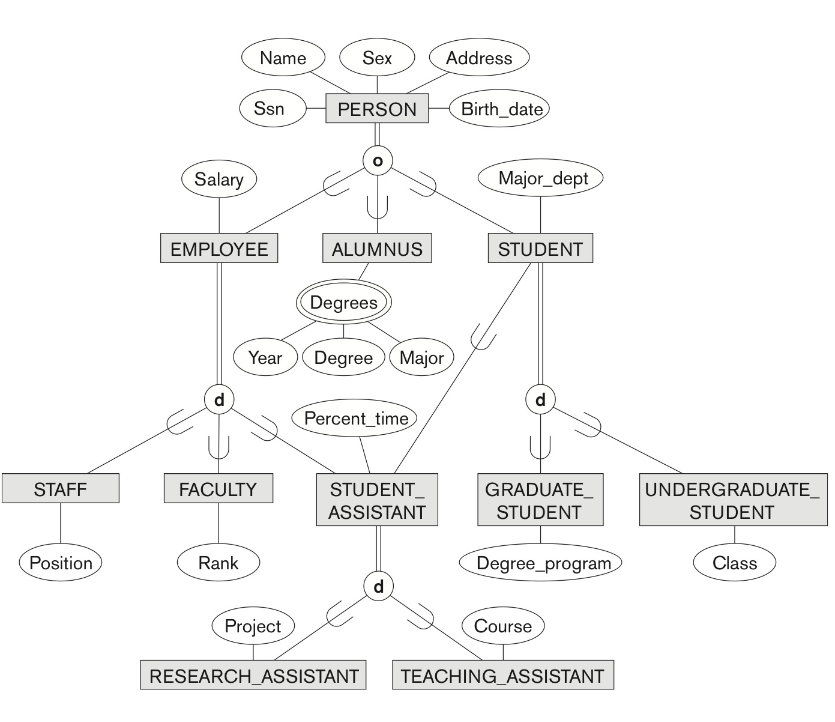 Name
Sex
Address
Ssn
PERSON
Birth_date
o
Salary
Major_dept
EMPLOYEE
ALUMNUS
STUDENT
Degrees
Year
Degree
Major
d
d
Percent_time
STAFF
FACULTY
STUDENT_
ASSISTANT
GRADUATE_
STUDENT
UNDERGRADUATE_
STUDENT
Position
Rank
Degree_program
Class
d
Project
Course
RESEARCH_ASSISTANT
TEACHING_ASSISTANT